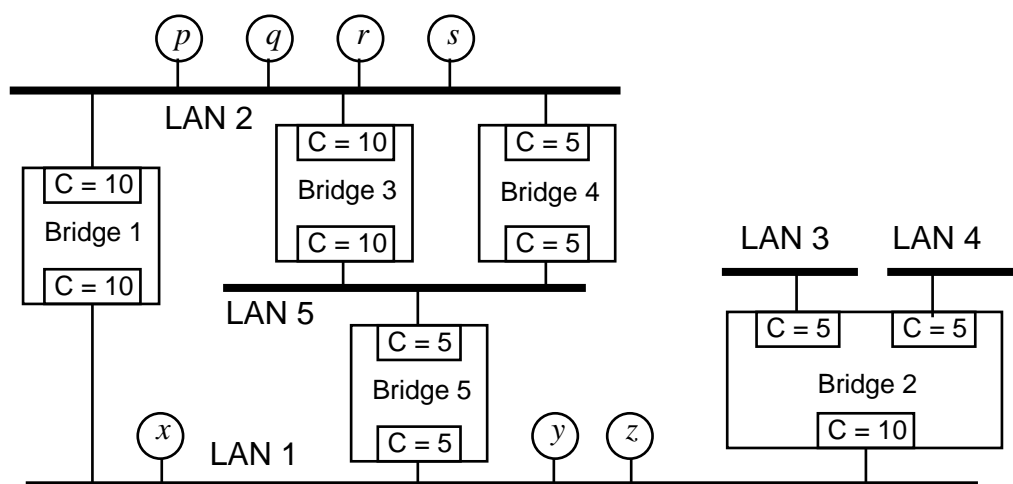 p q r s
LAN 2
C = 10
C = 5
C = 10
Bridge 3
Bridge 4
Bridge 1
C = 10
C = 5
LAN 3
LAN 4
C = 10
LAN 5
C = 5
C = 5
C = 5
Bridge 5
Bridge 2
x
y
z
C = 5
C = 10
LAN 1